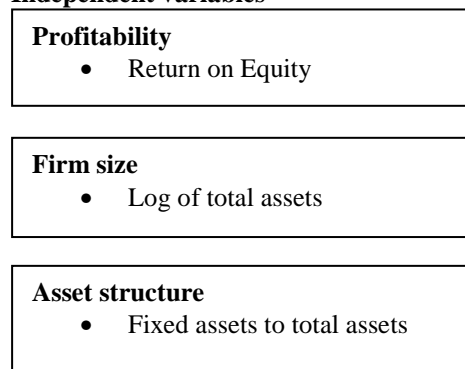 Independent variables
Profitability
• Return on Equity
Firm size
• Log of total assets
Asset structure
• Fixed assets to total assets